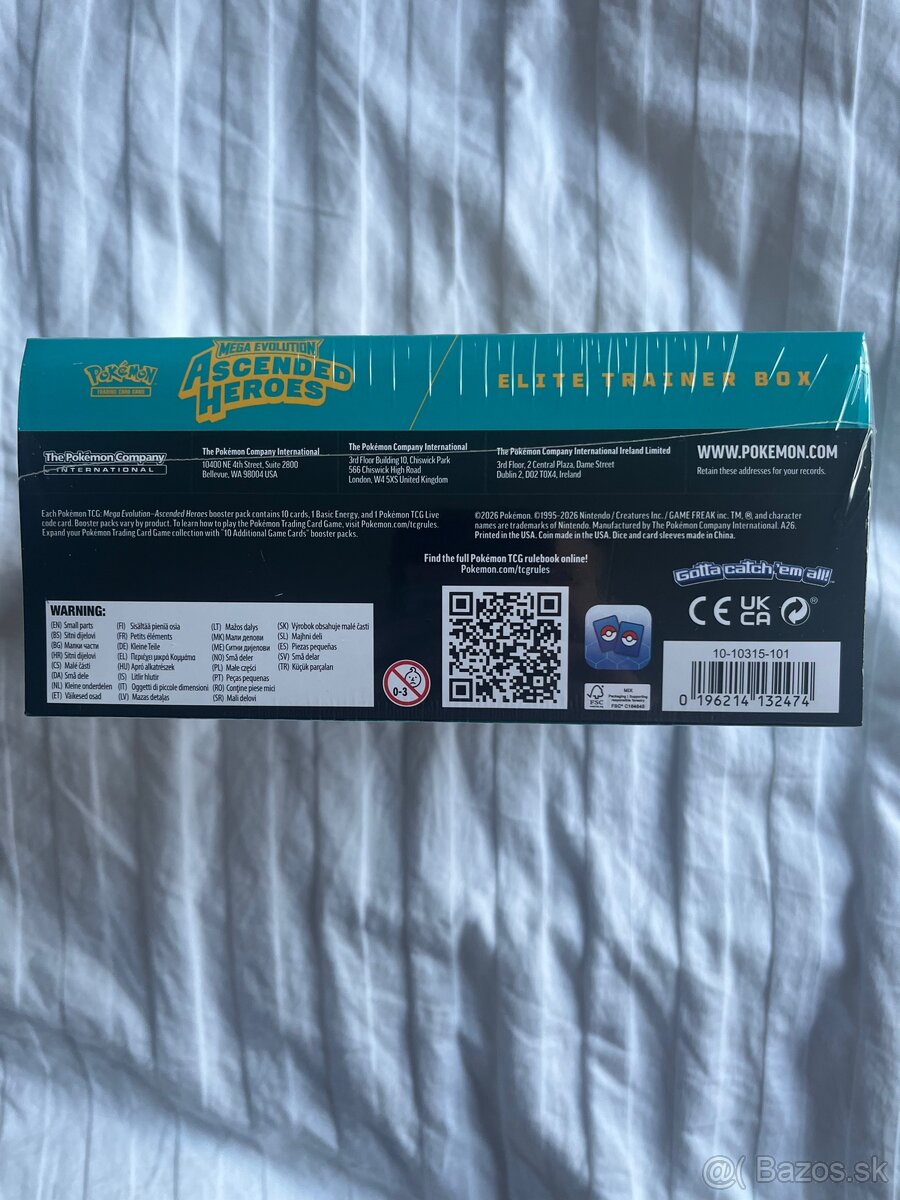 MEGA EVOLUTION
Pokémon
TRADING CARD GAME
ASCENDED
HEROES
ELITE TRAINER BOX
The Pokémon Company
INTERNATIONAL
The Pokémon Company International
10400 NE 4th Street, Suite 2800
Bellevue, WA 98004 USA
The Pokémon Company International
3rd Floor Building 10, Chiswick Park
566 Chiswick High Road
London, W4 5XS United Kingdom
The Pokémon Company International Ireland Limited
3rd Floor, 2 Central Plaza, Dame Street
Dublin 2, D02 T0X4, Ireland
WWW.POKEMON.COM
Retain these addresses for your records.
Each Pokémon TCG: Mega Evolution—Ascended Heroes booster pack contains 10 cards, 1 Basic Energy, and 1 Pokémon TCG Live
code card. Booster packs vary by product. To learn how to play the Pokémon Trading Card Game, visit Pokemon.com/tcgrules.
Expand your Pokémon Trading Card Game collection with "10 Additional Game Cards" booster packs.
©2026 Pokémon. ©1995-2026 Nintendo / Creatures Inc. / GAME FREAK inc. TM, ®, and character
names are trademarks of Nintendo. Manufactured by The Pokémon Company International. A26.
Printed in the USA. Coin made in the USA. Dice and card sleeves made in China.
Find the full Pokémon TCG rulebook online!
Pokemon.com/tcgrules
Gotta catch 'em all!
CE UK CA ®
WARNING:
(EN) Small parts
(BS) Sitni dijelovi
(BG) Малки части
(HR) Sitni dijelovi
(CS) Malé části
(DA) Små dele
(NL) Kleine onderdelen
(ET) Väikesed osad
(FI) Sisältää pieniä osia
(FR) Petits éléments
(DE) Kleine Teile
(EL) Περιέχει μικρά Κομμάτια
(HU) Apró alkatrészek
(IS) Litlir hlutir
(IT) Oggetti di piccole dimensioni
(LV) Mazas detaļas
(LT) Mažos dalys
(MK) Мали делови
(ME) Ситни дијелови
(NO) Små deler
(PL) Małe części
(PT) Peças pequenas
(RO) Conține piese mici
(SR) Mali delovi
(SK) Výrobok obsahuje malé časti
(SL) Majhni deli
(ES) Piezas pequeñas
(SV) Små delar
(TR) Küçük parçaları
0-3
FSC
MIX
Packaging | Supporting
responsible forestry
FSC® C184640
10-10315-101
0 196214 132474
@( Bazos.sk